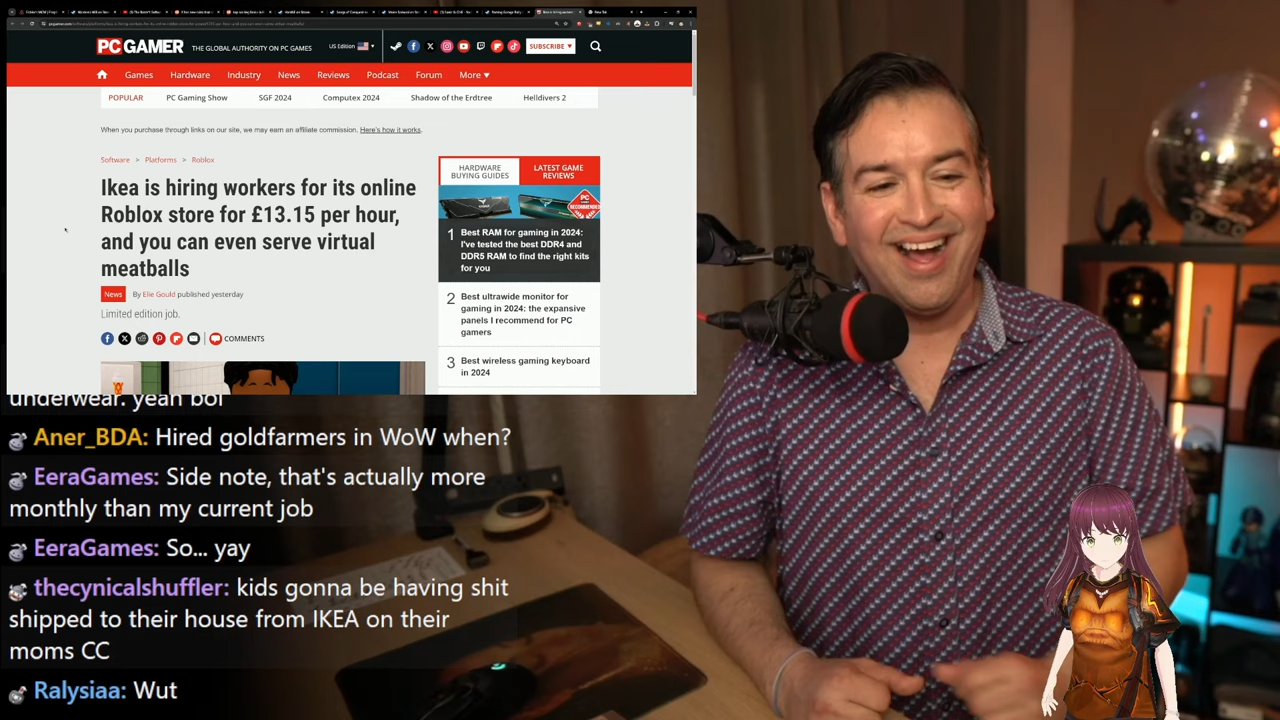 PC GAMER THE GLOBAL AUTHORITY ON PC GAMES
US Edition
SUBSCRIBE
Games Hardware Industry News Reviews Podcast Forum More
POPULAR PC Gaming Show SGF 2024 Computex 2024 Shadow of the Erdtree Helldivers 2
When you purchase through links on our site, we may earn an affiliate commission. Here's how it works.
Software > Platforms > Roblox
Ikea is hiring workers for its online
Roblox store for £13.15 per hour,
and you can even serve virtual
meatballs
News By Elie Gould published yesterday
Limited edition job.
COMMENTS
HARDWARE
BUYING GUIDES
LATEST GAME
REVIEWS
1 Best RAM for gaming in 2024:
I've tested the best DDR4 and
DDR5 RAM to find the right kits
for you
2 Best ultrawide monitor for
gaming in 2024: the expansive
panels I recommend for PC
gamers
3 Best wireless gaming keyboard
in 2024
underwear. yeah boi
Aner_BDA: Hired goldfarmers in WoW when?
EeraGames: Side note, that's actually more
monthly than my current job
EeraGames: So... yay
thecynicalshuffler: kids gonna be having shit
shipped to their house from IKEA on their
moms CC
Ralysiaa: Wut